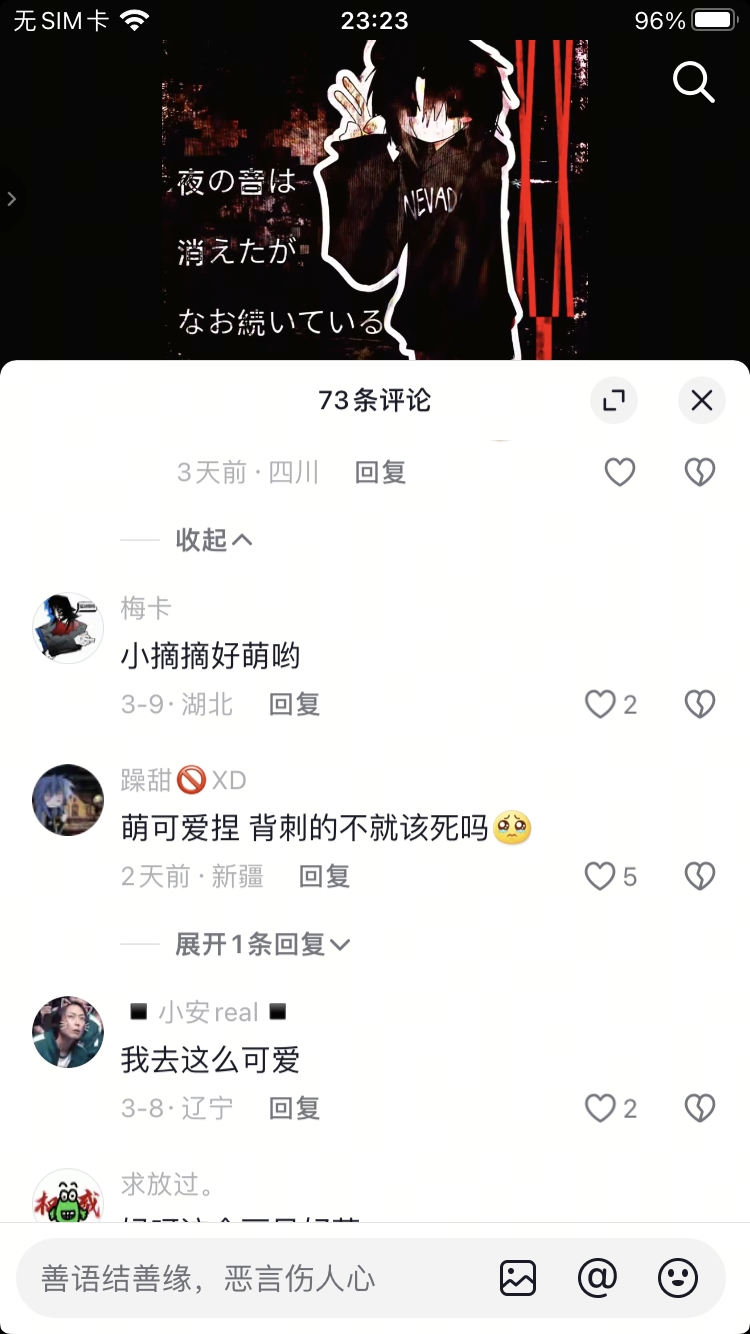 无SIM卡
23:23
96%
夜の音は
消えたが
なお続いている
NEVAD
73条评论
3天前·四川 回复
收起
梅卡
小摘摘好萌哟
3-9·湖北 回复
2
躁甜🚫XD
萌可爱捏 背刺的不就该死吗🥹
2天前·新疆 回复
5
展开1条回复
◾小安real◾
我去这么可爱
3-8·辽宁 回复
2
求放过。
善语结善缘，恶言伤人心